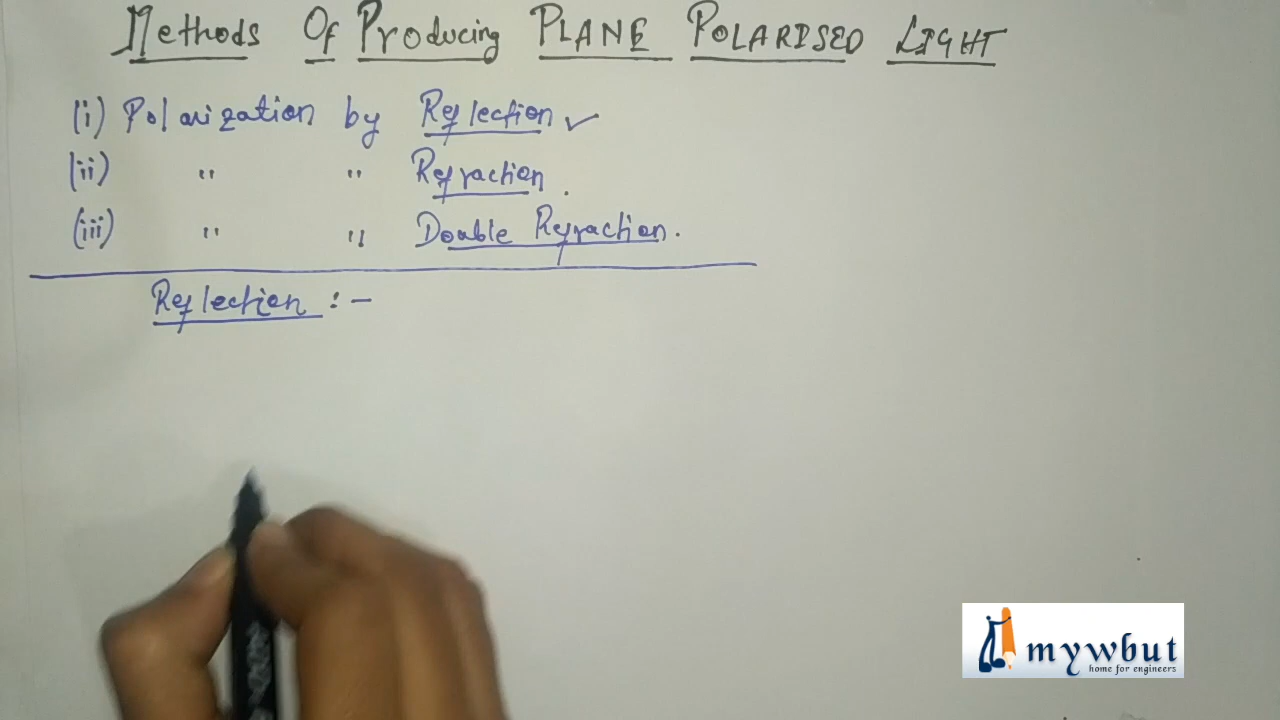 Methods Of Producing PLANE POLARISED LIGHT
(i) Polarization by Reflection ✓
(ii) " " Refraction.
(iii) " " Double Refraction.
Reflection :-
mywbut
home for engineers